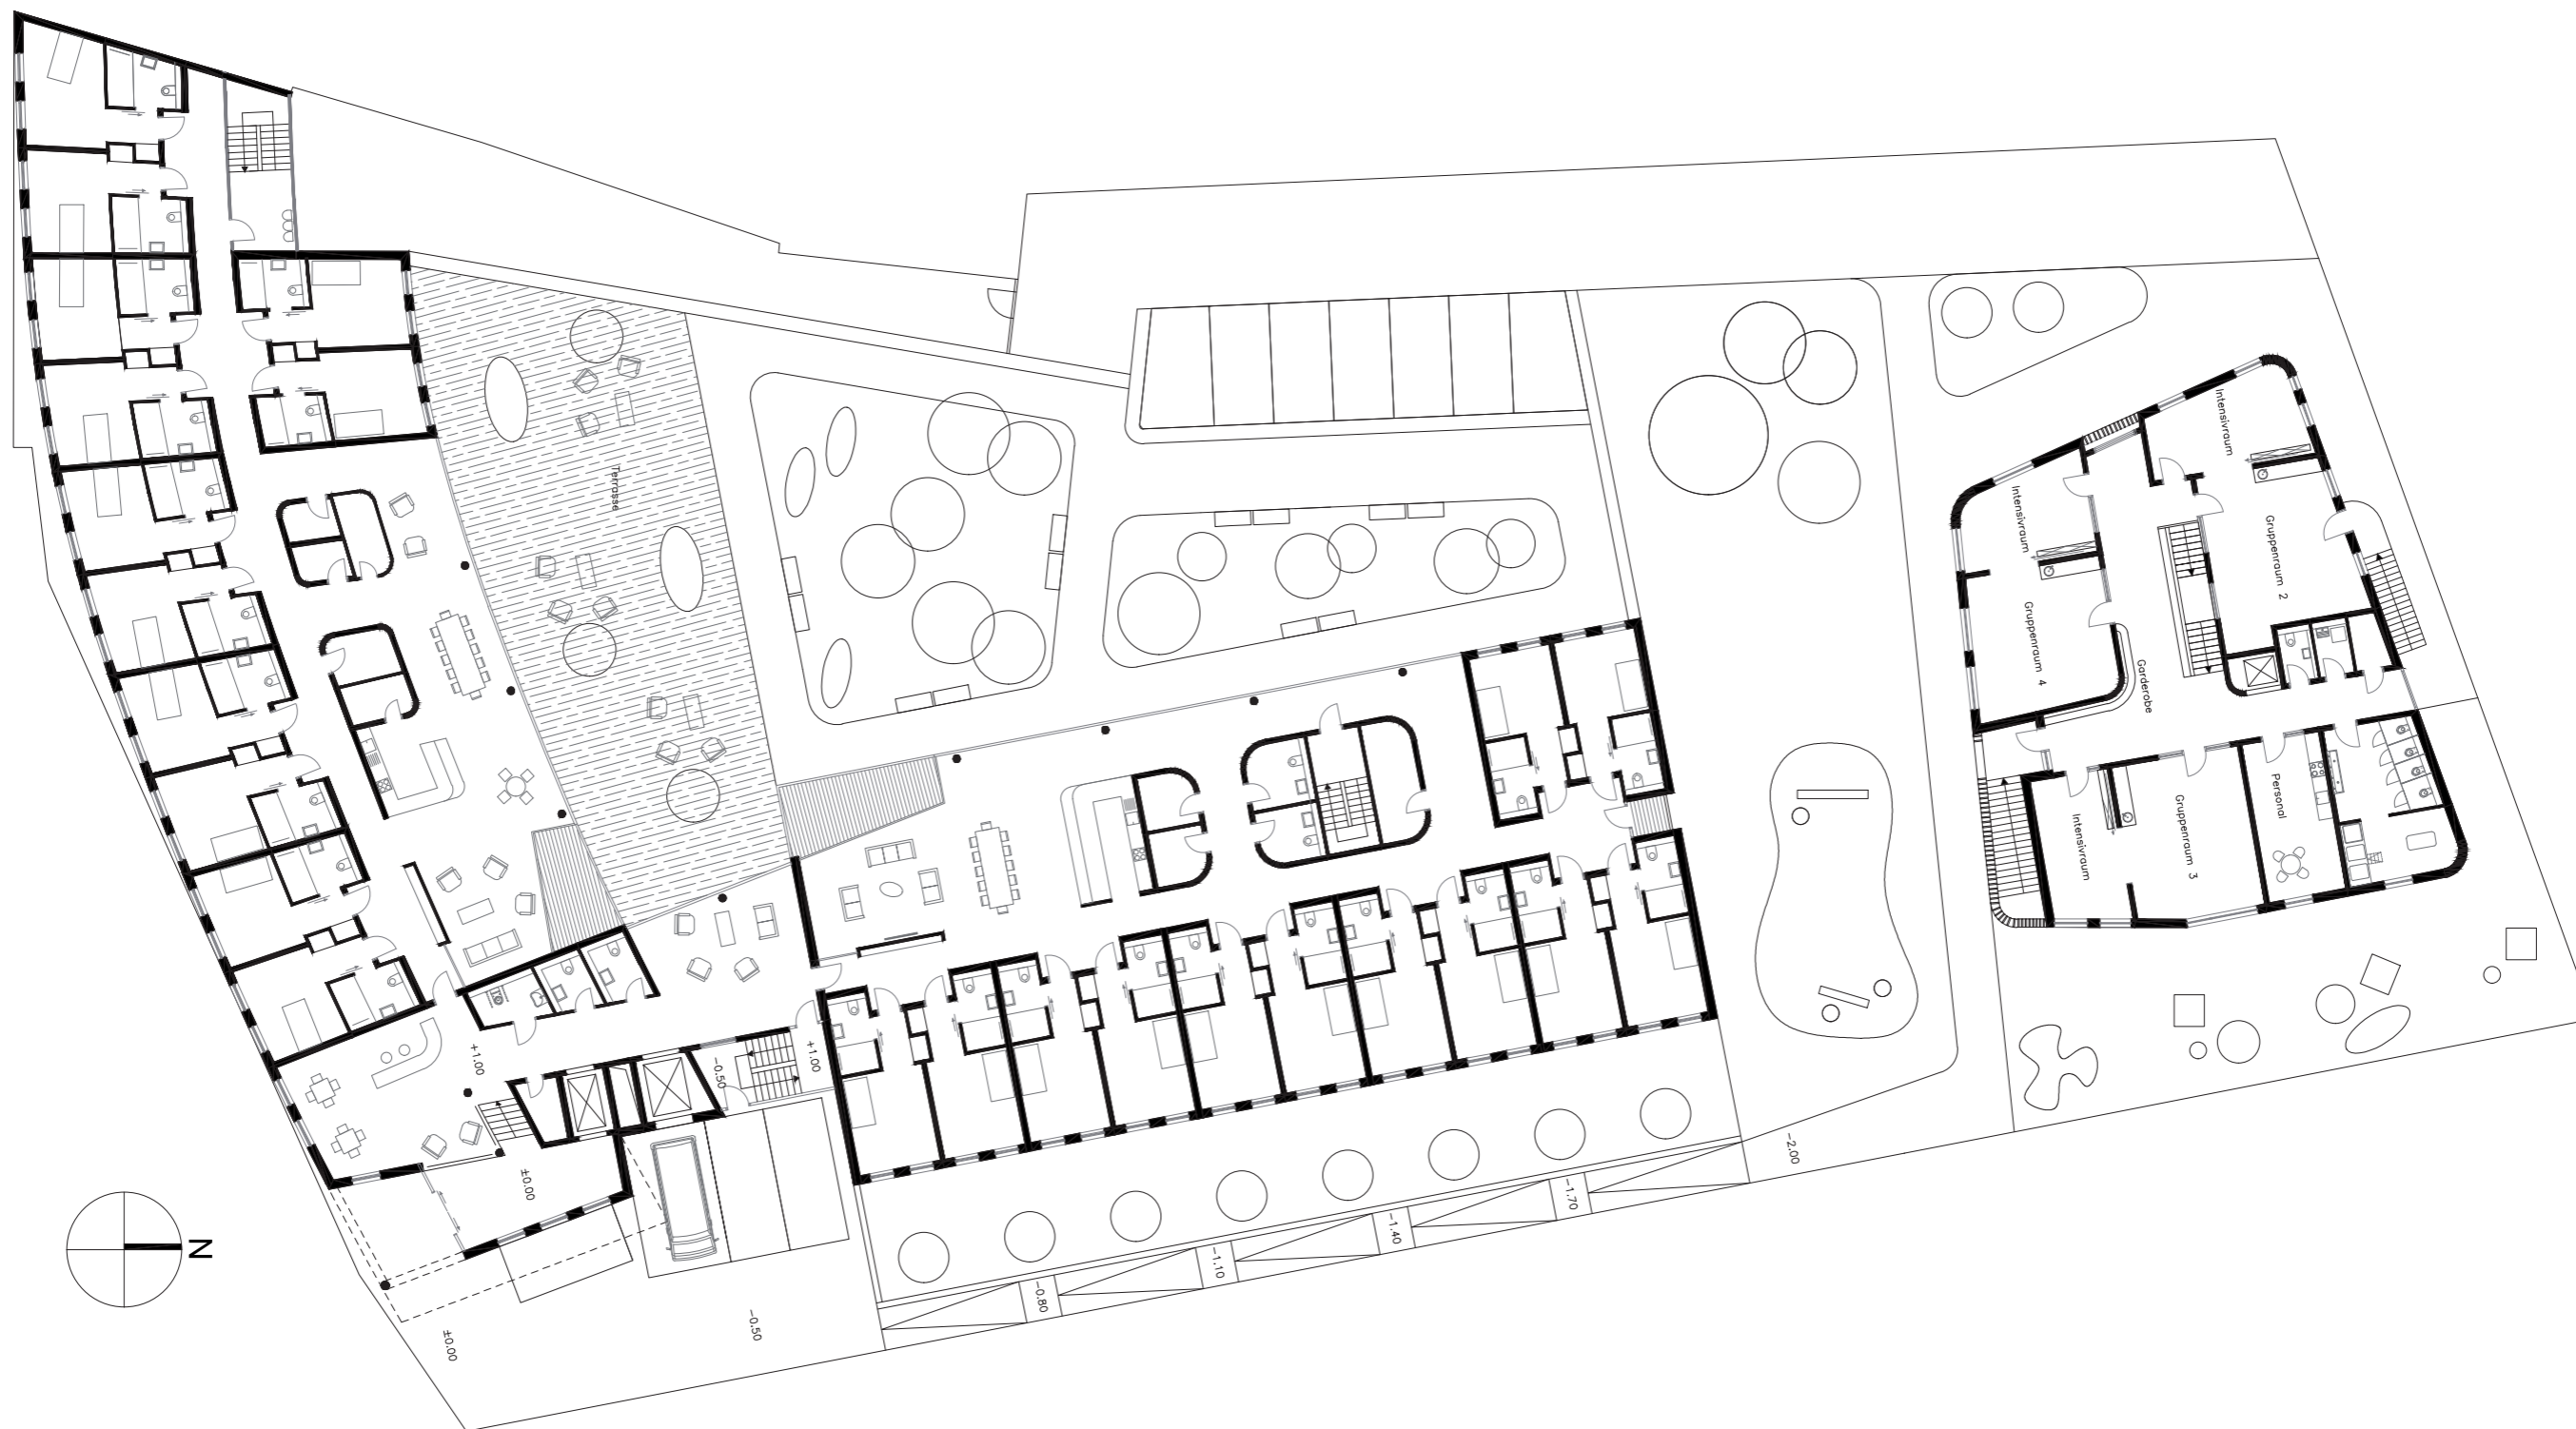 Intensivraum
Terrasse
Intensivraum
Gruppenraum 2
Gruppenraum 4
Garderobe
Intensivraum
Gruppenraum 3
Personal
+1.00
-0.50
+1.00
±0.00
-2.00
-1.70
-1.40
-1.10
-0.80
-0.50
±0.00
N